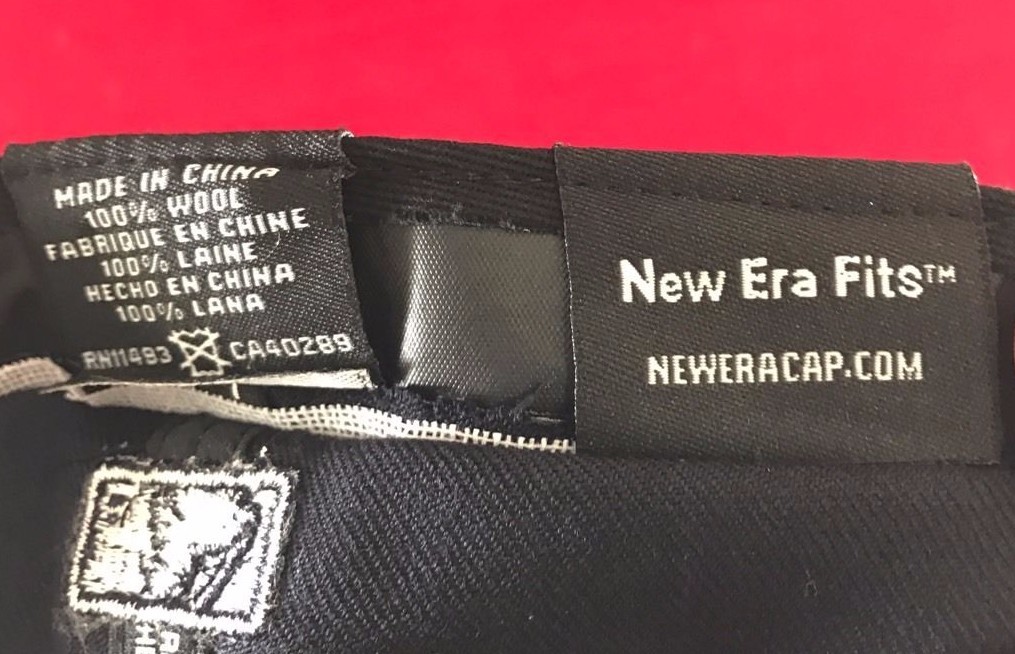 MADE IN CHINA
100% WOOL
FABRIQUE EN CHINE
100% LAINE
HECHO EN CHINA
100% LANA
RN11493 CA40289
New Era Fits™
NEWERACAP.COM